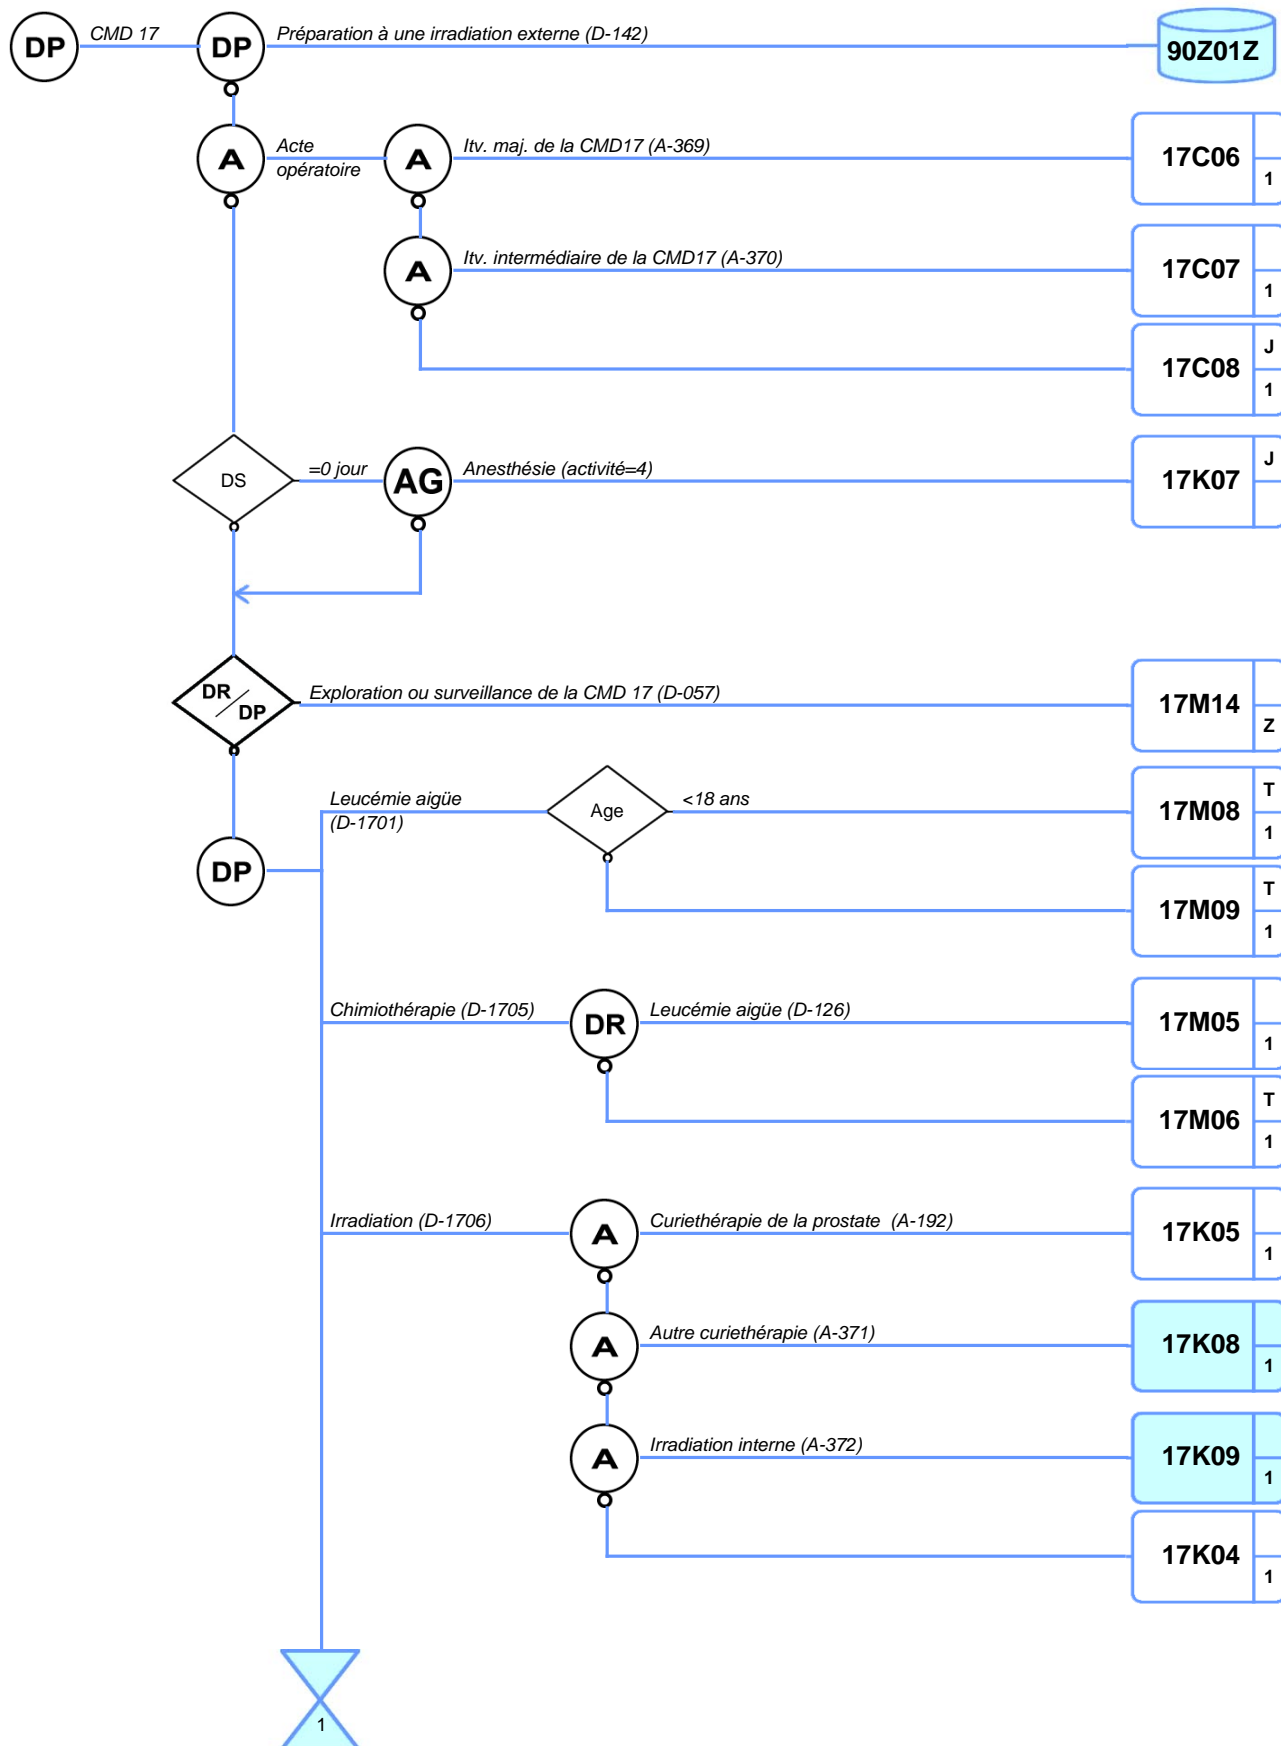 DP
CMD 17
DP
Préparation à une irradiation externe (D-142)
90Z01Z
A
Acte
opératoire
A
Itv. maj. de la CMD17 (A-369)
17C06
1
A
Itv. intermédiaire de la CMD17 (A-370)
17C07
1
17C08
J
1
DS
=0 jour
AG
Anesthésie (activité=4)
17K07
J
DR
DP
Exploration ou surveillance de la CMD 17 (D-057)
17M14
Z
DP
Leucémie aigüe
(D-1701)
Age
<18 ans
17M08
T
1
17M09
T
1
Chimiothérapie (D-1705)
DR
Leucémie aigüe (D-126)
17M05
1
17M06
T
1
Irradiation (D-1706)
A
Curiethérapie de la prostate (A-192)
17K05
1
A
Autre curiethérapie (A-371)
17K08
1
A
Irradiation interne (A-372)
17K09
1
17K04
1
1